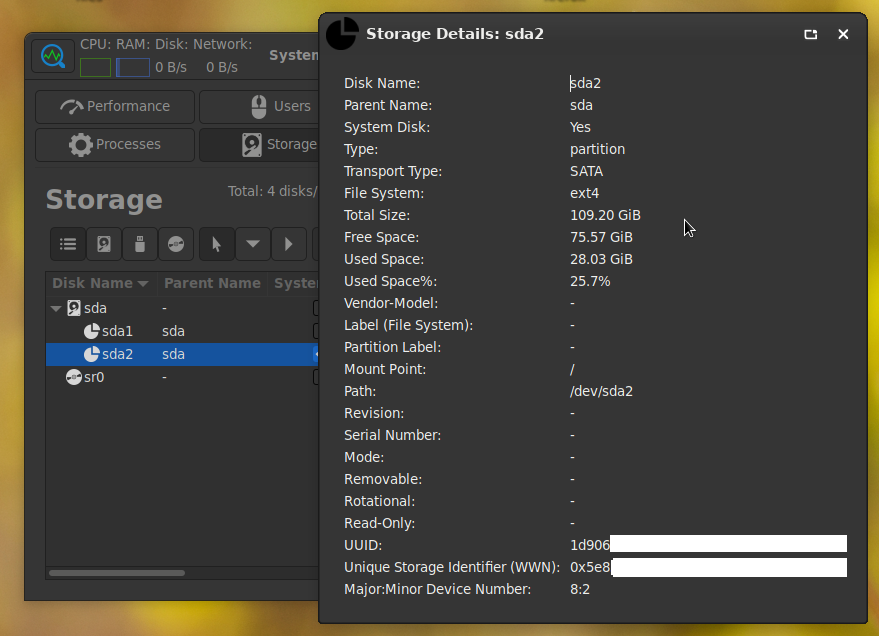 CPU: RAM: Disk: Network:
0 B/s 0 B/s
System
Performance
Users
Processes
Storage
Storage
Total: 4 disks/
Disk Name Parent Name Syste
sda -
sda1 sda
sda2 sda
sr0 -
Storage Details: sda2
Disk Name: sda2
Parent Name: sda
System Disk: Yes
Type: partition
Transport Type: SATA
File System: ext4
Total Size: 109.20 GiB
Free Space: 75.57 GiB
Used Space: 28.03 GiB
Used Space%: 25.7%
Vendor-Model: -
Label (File System): -
Partition Label: -
Mount Point: /
Path: /dev/sda2
Revision: -
Serial Number: -
Mode: -
Removable: -
Rotational: -
Read-Only: -
UUID: 1d906
Unique Storage Identifier (WWN): 0x5e8
Major:Minor Device Number: 8:2